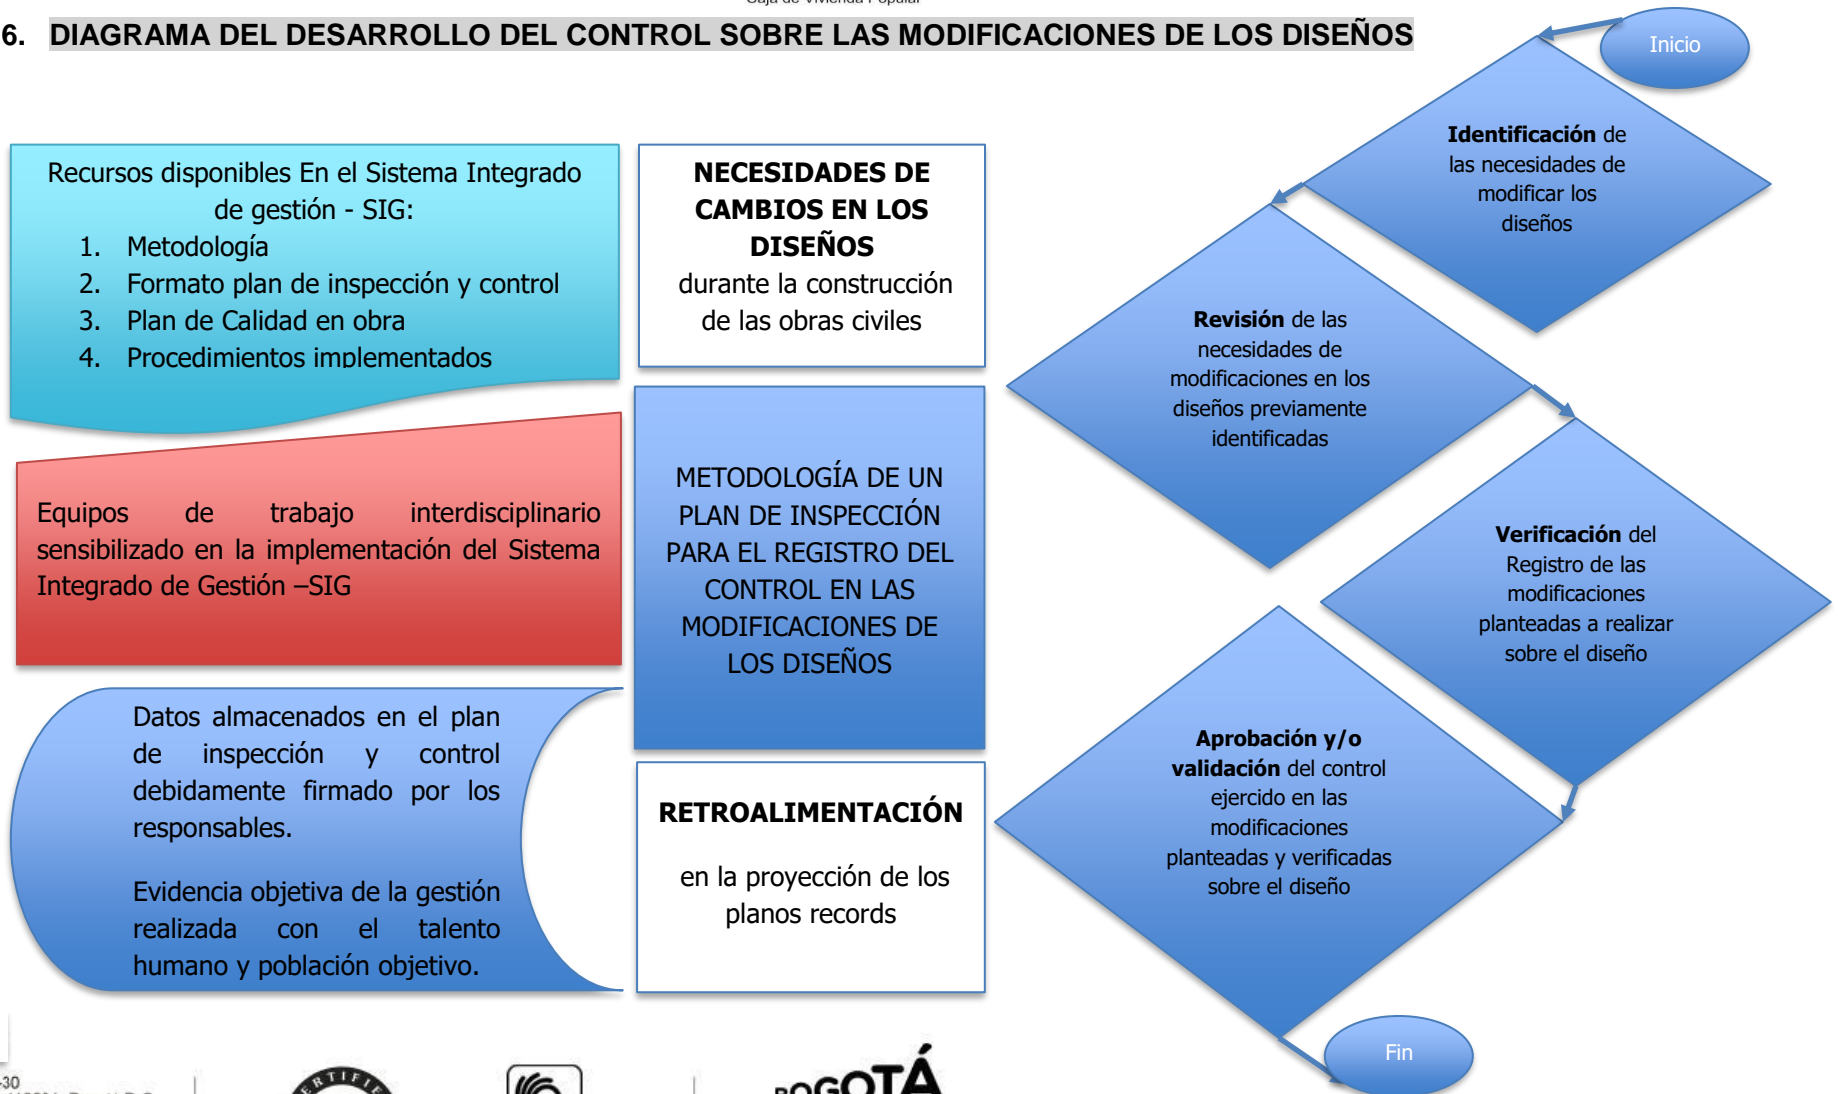 Caja de Vivienda Popular
6. DIAGRAMA DEL DESARROLLO DEL CONTROL SOBRE LAS MODIFICACIONES DE LOS DISEÑOS
Recursos disponibles En el Sistema Integrado
de gestión - SIG:
1. Metodología
2. Formato plan de inspección y control
3. Plan de Calidad en obra
4. Procedimientos implementados
Equipos de trabajo interdisciplinario
sensibilizado en la implementación del Sistema
Integrado de Gestión –SIG
Datos almacenados en el plan
de inspección y control
debidamente firmado por los
responsables.
Evidencia objetiva de la gestión
realizada con el talento
humano y población objetivo.
NECESIDADES DE
CAMBIOS EN LOS
DISEÑOS
durante la construcción
de las obras civiles
METODOLOGÍA DE UN
PLAN DE INSPECCIÓN
PARA EL REGISTRO DEL
CONTROL EN LAS
MODIFICACIONES DE
LOS DISEÑOS
RETROALIMENTACIÓN
en la proyección de los
planos records
Inicio
Identificación de
las necesidades de
modificar los
diseños
Revisión de las
necesidades de
modificaciones en los
diseños previamente
identificadas
Verificación del
Registro de las
modificaciones
planteadas a realizar
sobre el diseño
Aprobación y/o
validación del control
ejercido en las
modificaciones
planteadas y verificadas
sobre el diseño
Fin
-30
BOGOTÁ